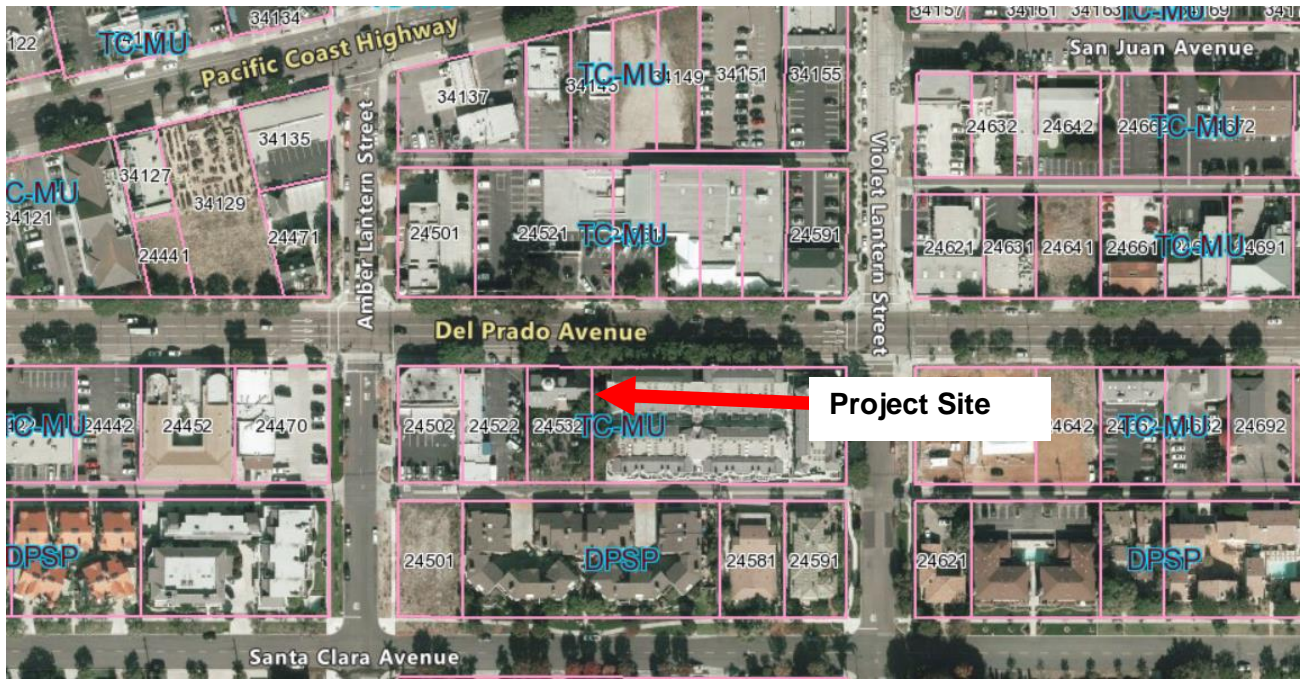 34134
34157
34161
34163
122
TC-MU
TC-MU
Pacific Coast Highway
San Juan Avenue
34137
TC-MU
34145
34149
34151
34155
34135
24632
24642
TC-MU
34127
34129
TC-MU
34121
24441
24471
Amber Lantern Street
Violet Lantern Street
24501
24521
TC-MU
24591
24621
24631
24641
24661
TC-MU
24691
Del Prado Avenue
Project Site
TC-MU
24442
24452
24470
24502
24522
24532
TC-MU
24642
TC-MU
24692
DPSP
24501
DPSP
24581
24591
24621
DPSP
Santa Clara Avenue